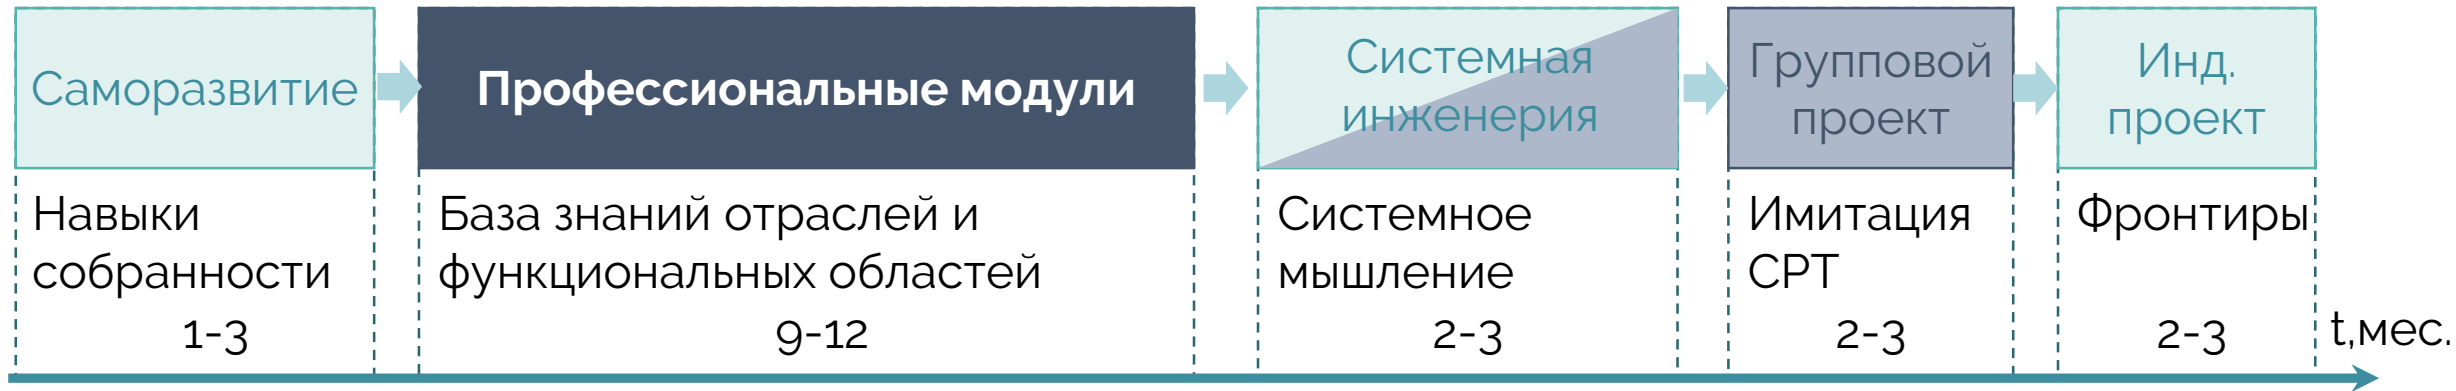 Саморазвитие
Профессиональные модули
Системная
инженерия
Групповой
проект
Инд.
проект
Навыки
собранности
1-3
База знаний отраслей и
функциональных областей
9-12
Системное
мышление
2-3
Имитация
СРТ
2-3
Фронтиры
2-3
t,мес.